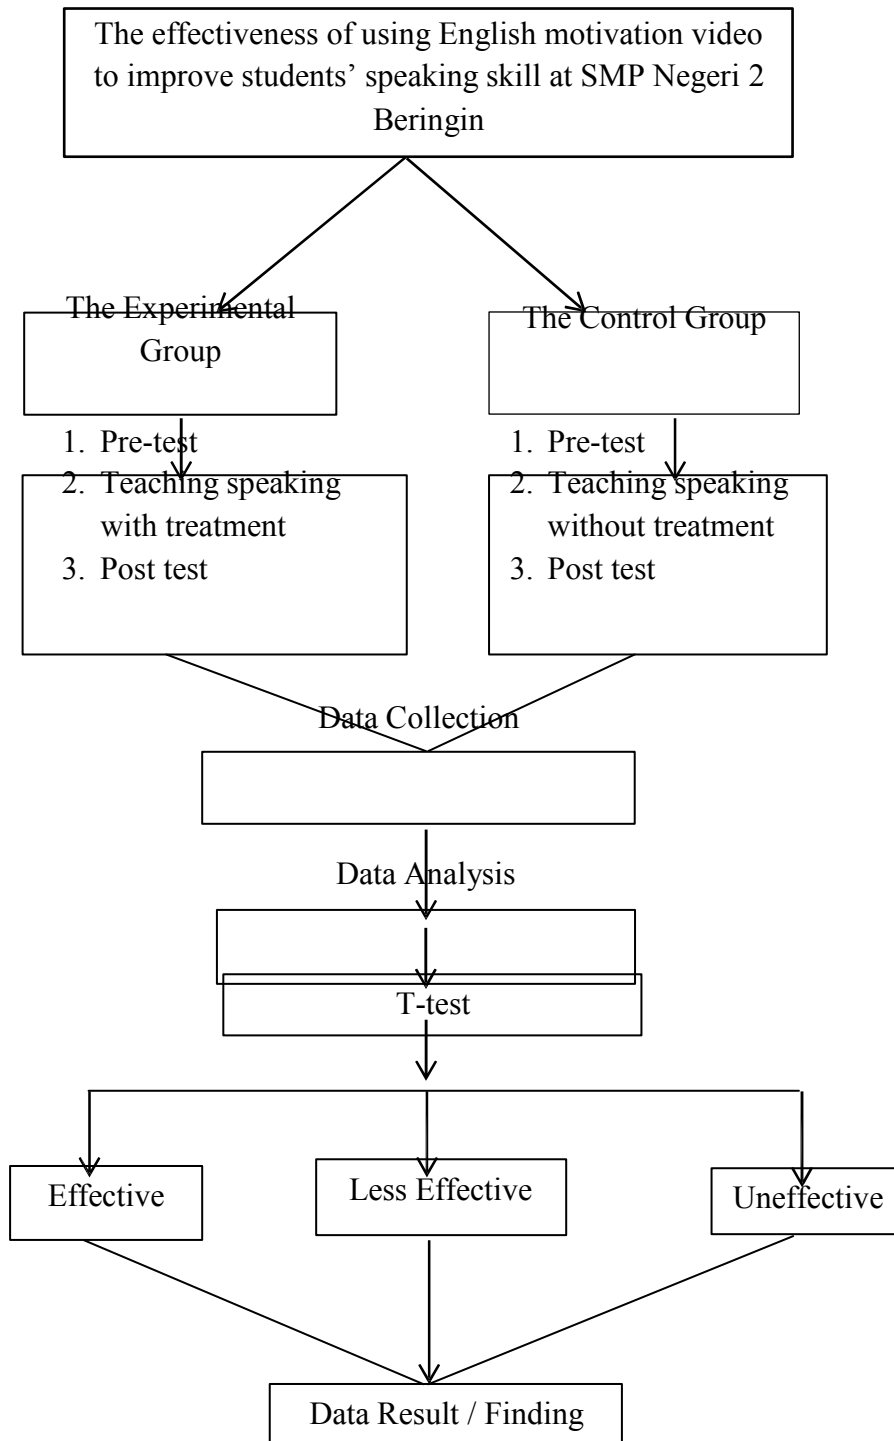 The effectiveness of using English motivation video
to improve students’ speaking skill at SMP Negeri 2
Beringin
The Experimental
Group
The Control Group
1. Pre-test
2. Teaching speaking
with treatment
3. Post test
1. Pre-test
2. Teaching speaking
without treatment
3. Post test
Data Collection
Data Analysis
T-test
Effective
Less Effective
Uneffective
Data Result / Finding